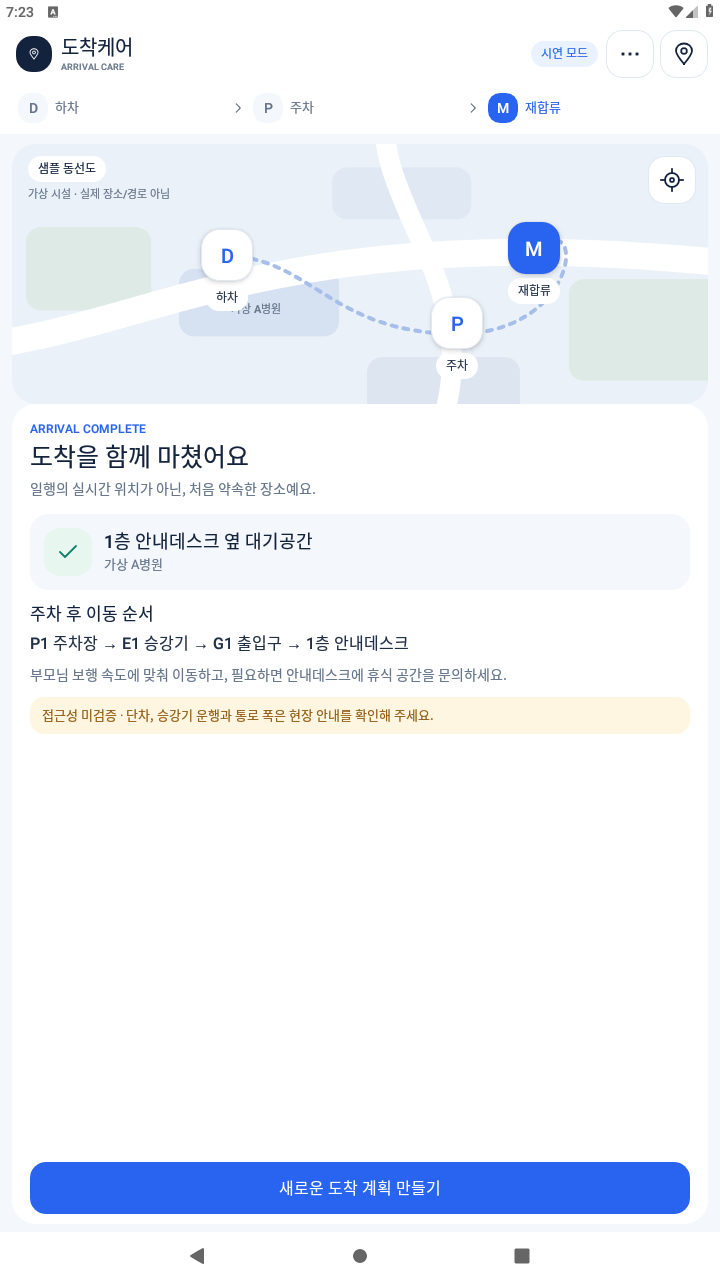 7:23
도착케어
ARRIVAL CARE
시연 모드
D 하차
P 주차
M 재합류
샘플 동선도
가상 시설 · 실제 장소/경로 아님
D
하차
A병원
M
재합류
P
주차
ARRIVAL COMPLETE
도착을 함께 마쳤어요
일행의 실시간 위치가 아닌, 처음 약속한 장소예요.
1층 안내데스크 옆 대기공간
가상 A병원
주차 후 이동 순서
P1 주차장 → E1 승강기 → G1 출입구 → 1층 안내데스크
부모님 보행 속도에 맞춰 이동하고, 필요하면 안내데스크에 휴식 공간을 문의하세요.
접근성 미검증 · 단차, 승강기 운행과 통로 폭은 현장 안내를 확인해 주세요.
새로운 도착 계획 만들기